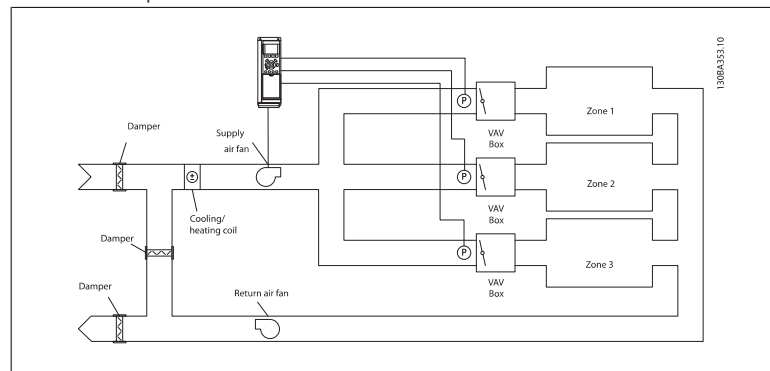 130BA353.10
P
Zone 1
Damper
Supply
air fan
VAV
Box
P
Zone 2
±
Cooling/
heating coil
VAV
Box
Damper
P
Zone 3
Damper
Return air fan
VAV
Box